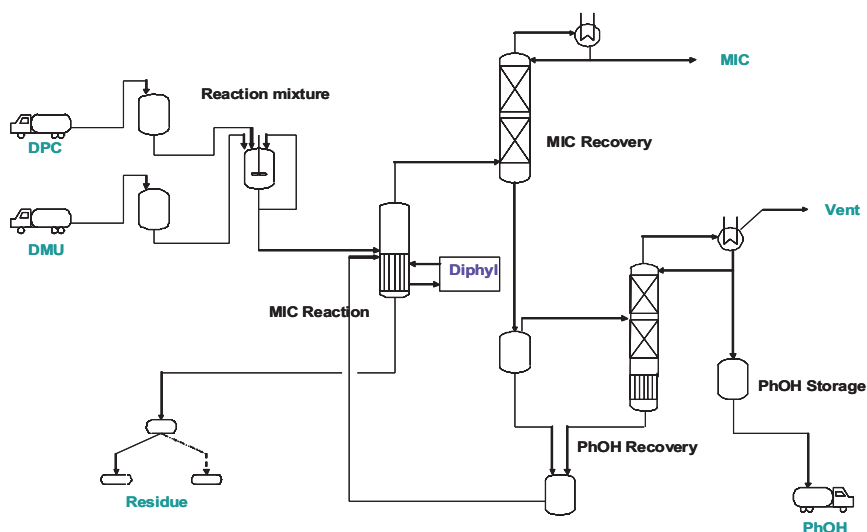 MIC
Reaction mixture
DPC
MIC Recovery
DMU
Vent
Diphyl
MIC Reaction
PhOH Storage
PhOH Recovery
Residue
PhOH